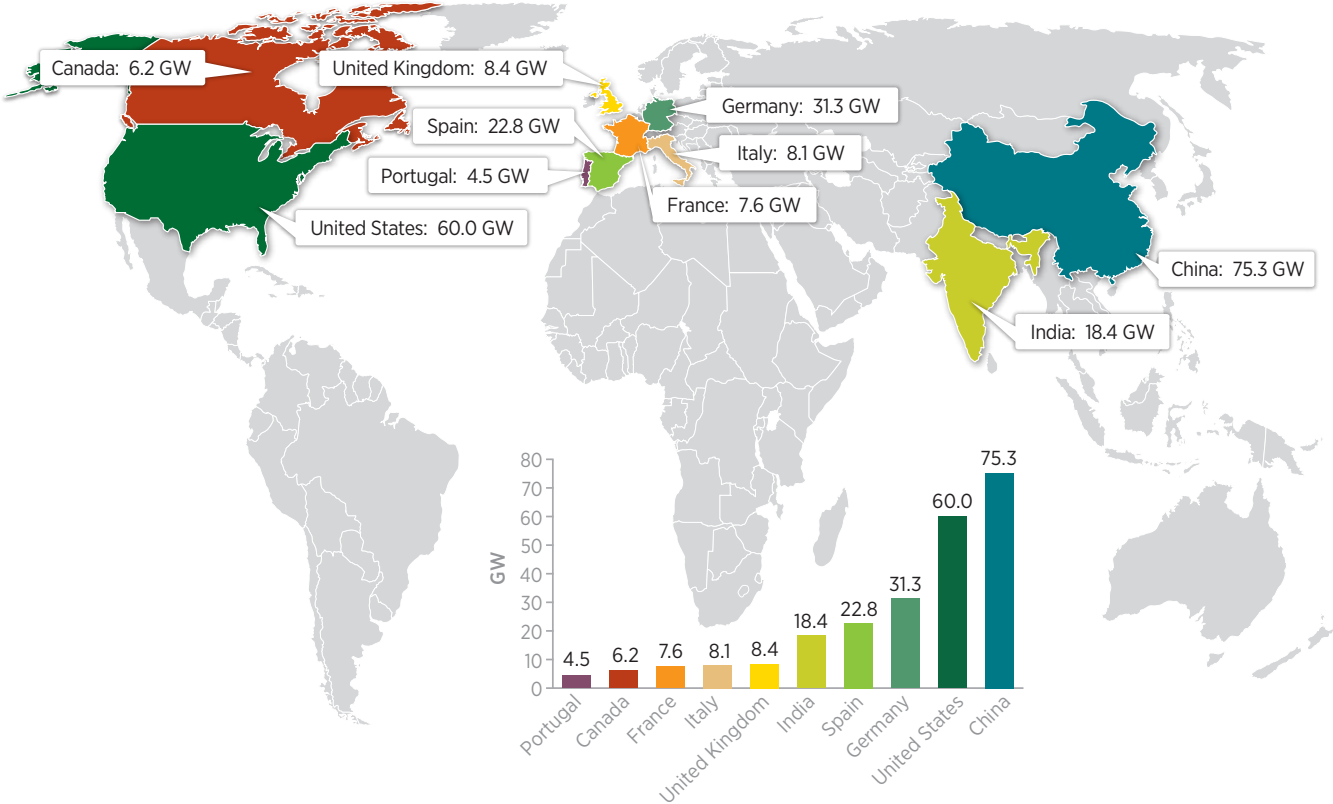 Canada: 6.2 GW
United Kingdom: 8.4 GW
Germany: 31.3 GW
Spain: 22.8 GW
Italy: 8.1 GW
Portugal: 4.5 GW
France: 7.6 GW
United States: 60.0 GW
China: 75.3 GW
India: 18.4 GW
GW
80
70
60
50
40
30
20
10
0
4.5
6.2
7.6
8.1
8.4
18.4
22.8
31.3
60.0
75.3
Portugal
Canada
France
Italy
United Kingdom
India
Spain
Germany
United States
China